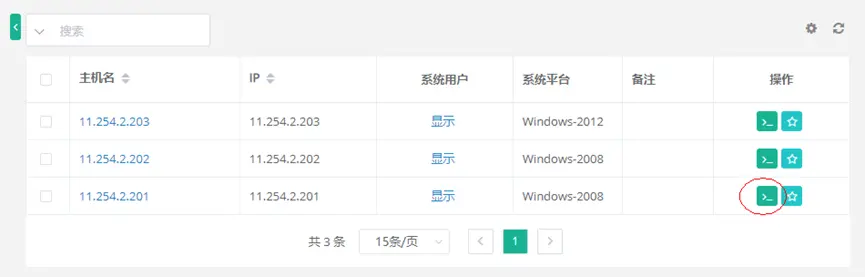 搜索
主机名 IP 系统用户 系统平台 备注 操作
11.254.2.203 11.254.2.203 显示 Windows-2012
11.254.2.202 11.254.2.202 显示 Windows-2008
11.254.2.201 11.254.2.201 显示 Windows-2008
共 3 条 15条/页 1